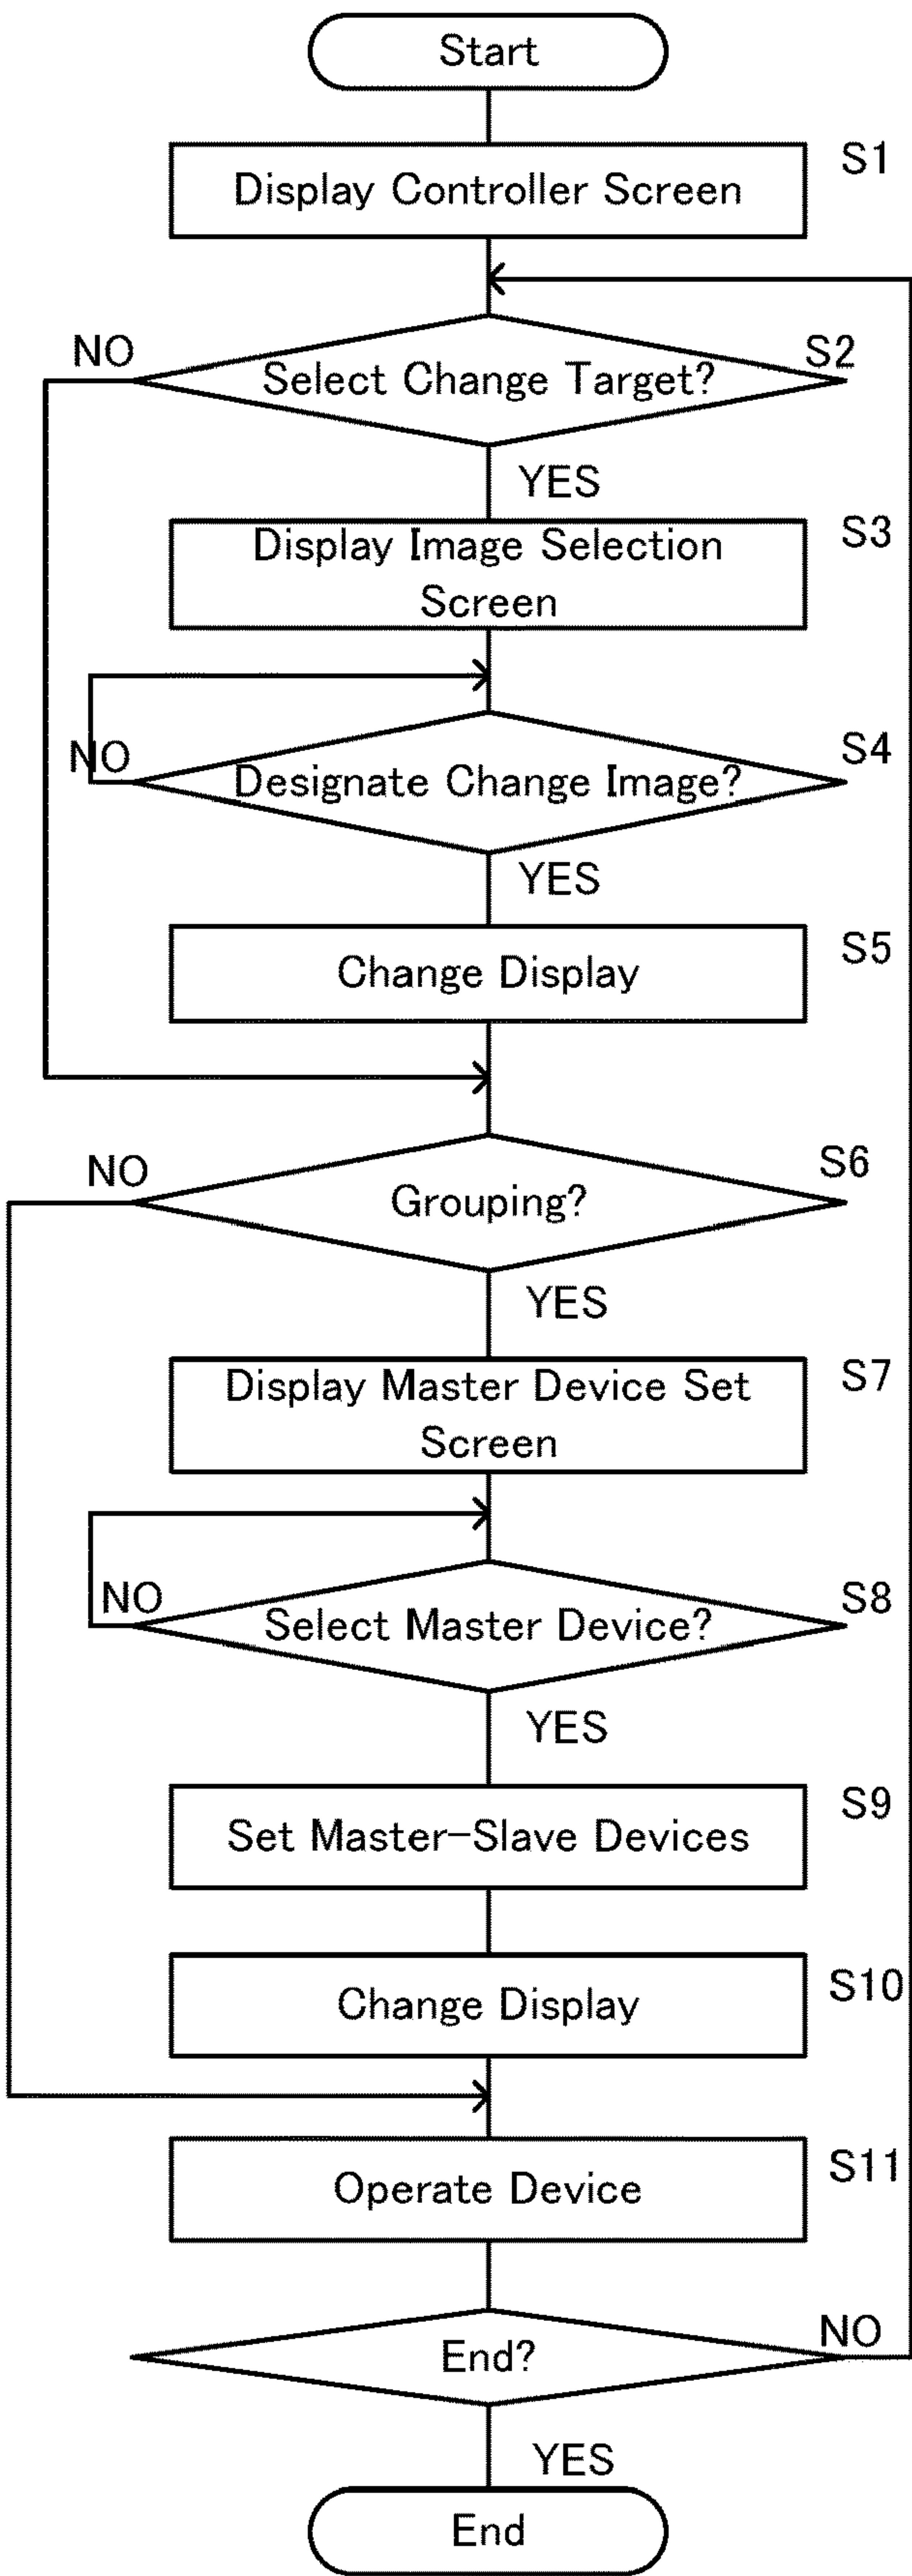 Start
S1
Display Controller Screen
NO
S2
Select Change Target?
YES
S3
Display Image Selection
Screen
NO
S4
Designate Change Image?
YES
S5
Change Display
NO
S6
Grouping?
YES
S7
Display Master Device Set
Screen
NO
S8
Select Master Device?
YES
S9
Set Master-Slave Devices
S10
Change Display
S11
Operate Device
NO
End?
YES
End